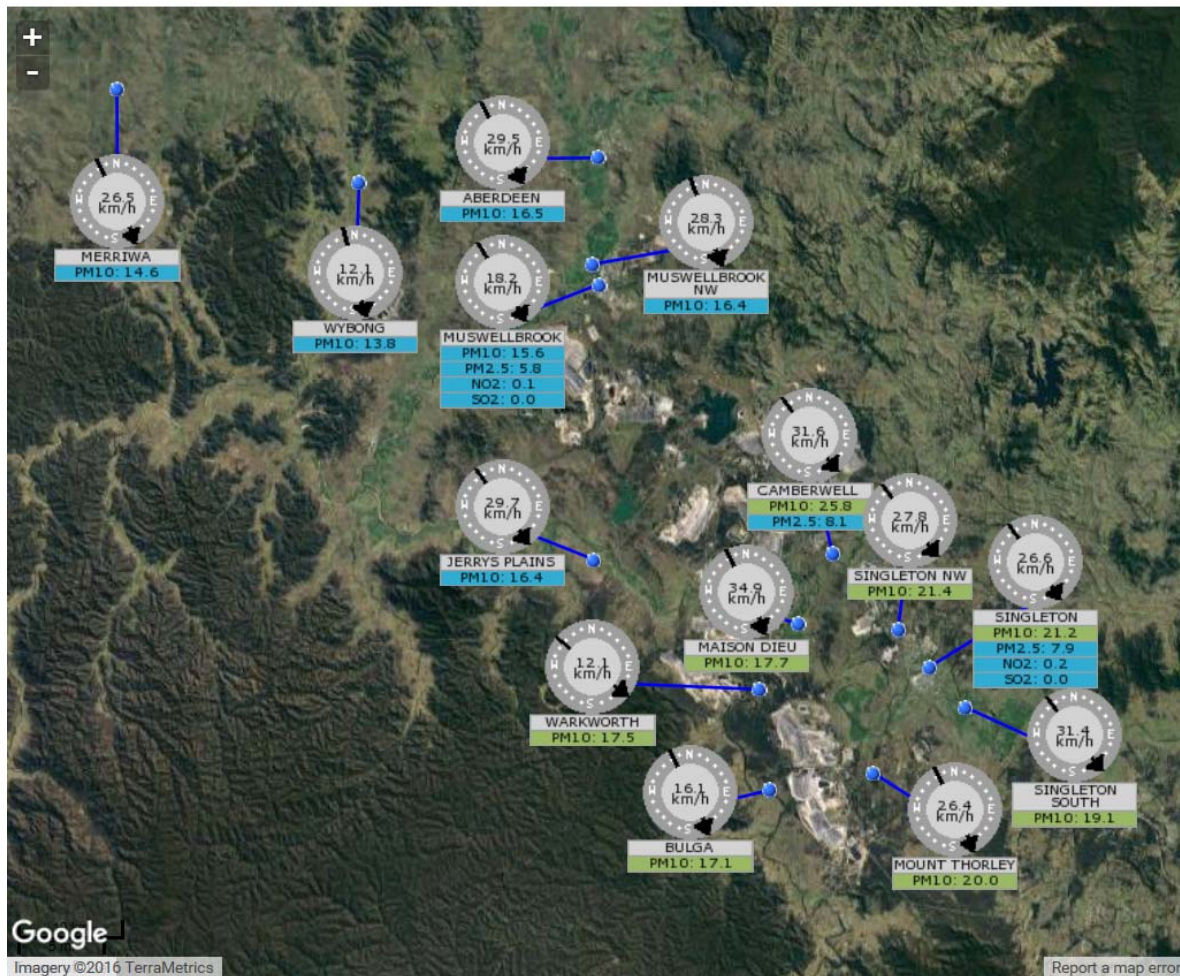 +
-
N
E
S
W
26.5
km/h
MERRIWA
PM10: 14.6
N
E
S
W
12.1
km/h
WYBONG
PM10: 13.8
N
E
S
W
29.5
km/h
ABERDEEN
PM10: 16.5
N
E
S
W
28.3
km/h
MUSWELLBROOK
NW
PM10: 16.4
N
E
S
W
18.2
km/h
MUSWELLBROOK
PM10: 15.6
PM2.5: 5.8
NO2: 0.1
SO2: 0.0
N
E
S
W
31.6
km/h
CAMBERWELL
PM10: 25.8
PM2.5: 8.1
N
E
S
W
29.7
km/h
JERRYS PLAINS
PM10: 16.4
N
E
S
27.8
km/h
SINGLETON NW
PM10: 21.4
N
E
S
W
26.6
km/h
SINGLETON
PM10: 21.2
PM2.5: 7.9
NO2: 0.2
SO2: 0.0
N
E
S
W
34.9
km/h
MAISON DIEU
PM10: 17.7
N
E
S
W
12.1
km/h
WARKWORTH
PM10: 17.5
N
E
S
W
31.4
km/h
SINGLETON
SOUTH
PM10: 19.1
N
E
S
W
16.1
km/h
BULGA
PM10: 17.1
N
E
S
W
26.4
km/h
MOUNT THORLEY
PM10: 20.0
Google
Imagery ©2016 TerraMetrics
Report a map error